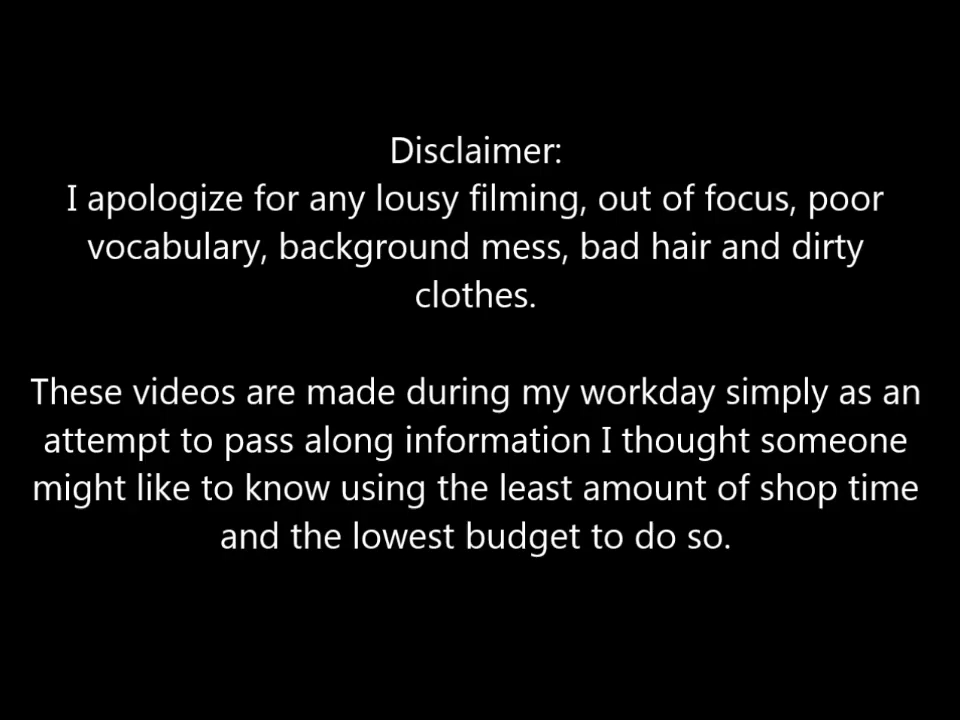 Disclaimer:
I apologize for any lousy filming, out of focus, poor
vocabulary, background mess, bad hair and dirty
clothes.
These videos are made during my workday simply as an
attempt to pass along information I thought someone
might like to know using the least amount of shop time
and the lowest budget to do so.